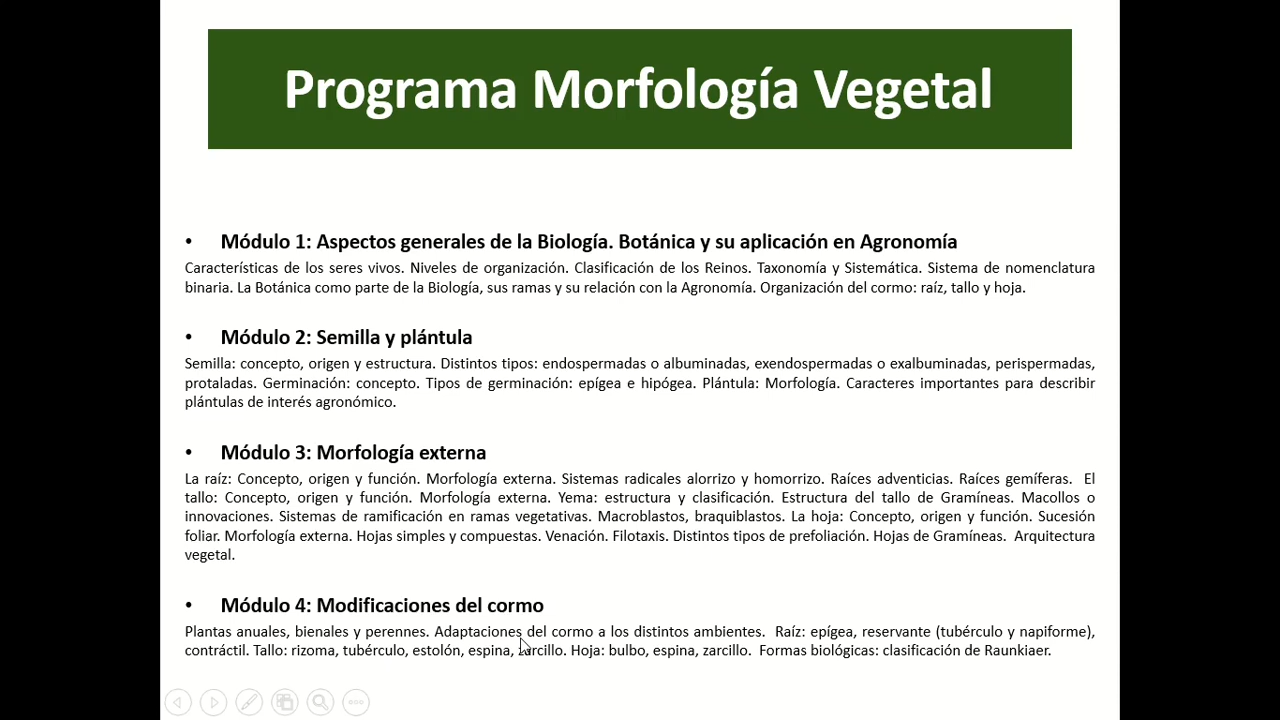 Programa Morfología Vegetal
• Módulo 1: Aspectos generales de la Biología. Botánica y su aplicación en Agronomía
Características de los seres vivos. Niveles de organización. Clasificación de los Reinos. Taxonomía y Sistemática. Sistema de nomenclatura
binaria. La Botánica como parte de la Biología, sus ramas y su relación con la Agronomía. Organización del cormo: raíz, tallo y hoja.
• Módulo 2: Semilla y plántula
Semilla: concepto, origen y estructura. Distintos tipos: endospermadas o albuminadas, exendospermadas o exalbuminadas, perispermadas,
protaladas. Germinación: concepto. Tipos de germinación: epígea e hipógea. Plántula: Morfología. Caracteres importantes para describir
plántulas de interés agronómico.
• Módulo 3: Morfología externa
La raíz: Concepto, origen y función. Morfología externa. Sistemas radicales alorrizo y homorrizo. Raíces adventicias. Raíces gemíferas. El
tallo: Concepto, origen y función. Morfología externa. Yema: estructura y clasificación. Estructura del tallo de Gramíneas. Macollos o
innovaciones. Sistemas de ramificación en ramas vegetativas. Macroblastos, braquiblastos. La hoja: Concepto, origen y función. Sucesión
foliar. Morfología externa. Hojas simples y compuestas. Venación. Filotaxis. Distintos tipos de prefoliación. Hojas de Gramíneas. Arquitectura
vegetal.
• Módulo 4: Modificaciones del cormo
Plantas anuales, bienales y perennes. Adaptaciones del cormo a los distintos ambientes. Raíz: epígea, reservante (tubérculo y napiforme),
contráctil. Tallo: rizoma, tubérculo, estolón, espina, zarcillo. Hoja: bulbo, espina, zarcillo. Formas biológicas: clasificación de Raunkiaer.